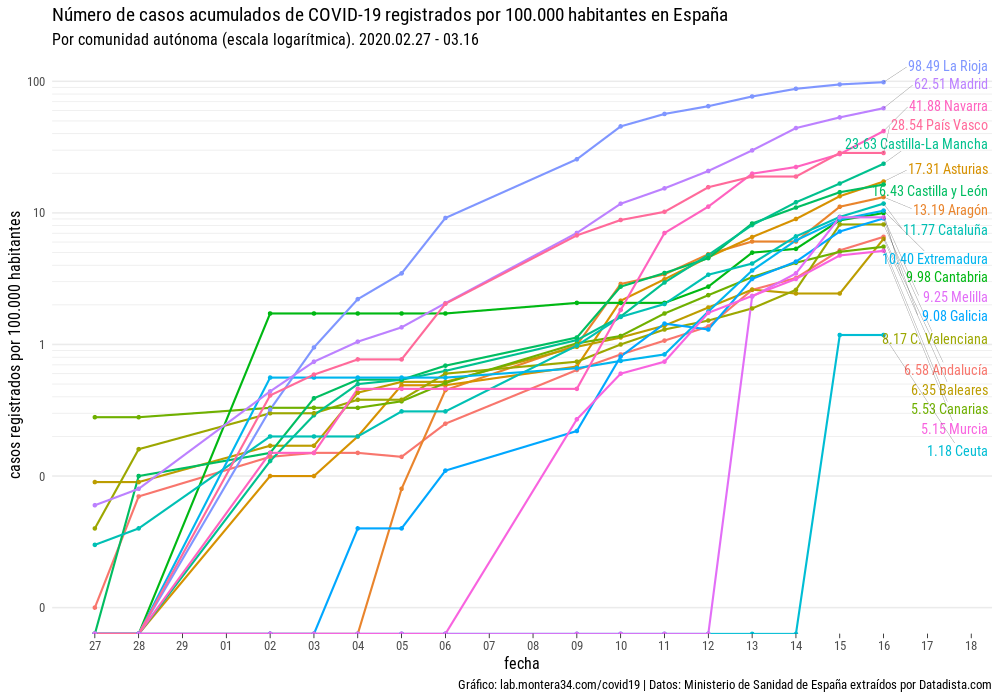 Número de casos acumulados de COVID-19 registrados por 100.000 habitantes en España
Por comunidad autónoma (escala logarítmica). 2020.02.27 - 03.16
casos registrados por 100.000 habitantes
100
10
1
0
0
98.49 La Rioja
62.51 Madrid
41.88 Navarra
28.54 País Vasco
23.63 Castilla-La Mancha
17.31 Asturias
16.43 Castilla y León
13.19 Aragón
11.77 Cataluña
10.40 Extremadura
9.98 Cantabria
9.25 Melilla
9.08 Galicia
8.17 C. Valenciana
6.58 Andalucía
6.35 Baleares
5.53 Canarias
5.15 Murcia
1.18 Ceuta
27 28 29 01 02 03 04 05 06 07 08 09 10 11 12 13 14 15 16 17 18
fecha
Gráfico: lab.montera34.com/covid19 | Datos: Ministerio de Sanidad de España extraídos por Datadista.com